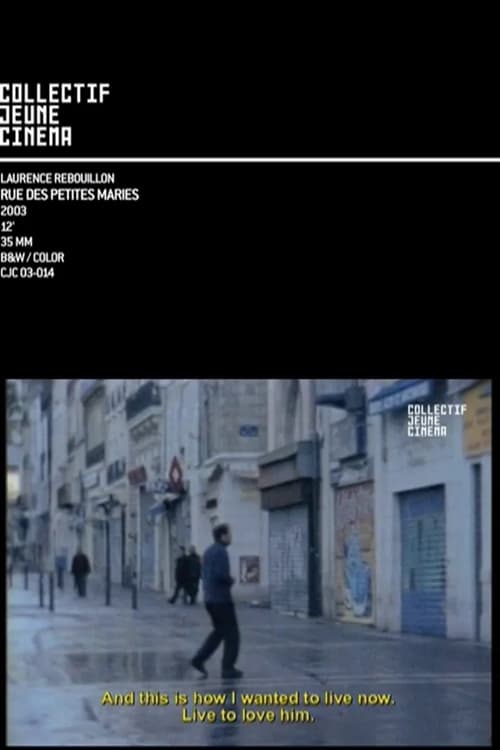 COLLECTIF
JEUNE
CINEMA
LAURENCE REBOUILLON
RUE DES PETITES MARIES
2003
12'
35 MM
B&W / COLOR
CJC 03-014
COLLECTIF
JEUNE
CINEMA
And this is how I wanted to live now.
Live to love him.